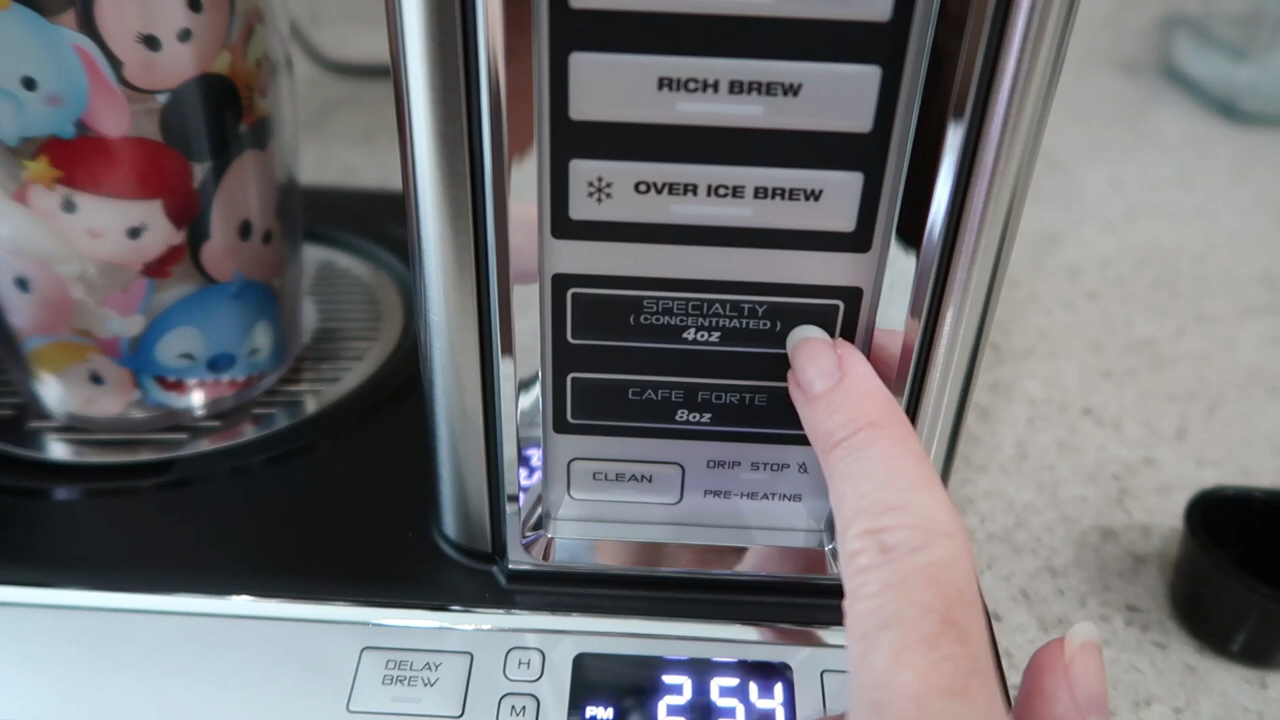 RICH BREW
OVER ICE BREW
SPECIALTY
( CONCENTRATED )
4oz
CAFE FORTE
8oz
CLEAN
DRIP STOP
PRE-HEATING
DELAY
BREW
H
M
PM 2:54